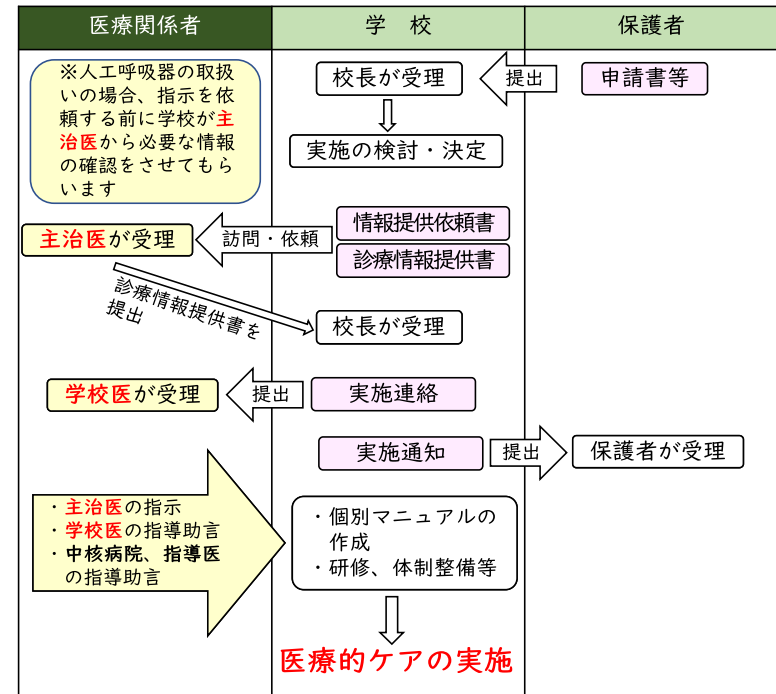 医療関係者
学　校
保護者
※人工呼吸器の取扱
いの場合、指示を依
頼する前に学校が主
治医から必要な情報
の確認をさせてもら
います
校長が受理
提出
申請書等
実施の検討・決定
主治医が受理
訪問・依頼
情報提供依頼書
診療情報提供書
診療情報提供書を
提出
校長が受理
学校医が受理
提出
実施連絡
実施通知
提出
保護者が受理
・主治医の指示
・学校医の指導助言
・中核病院、指導医
の指導助言
・個別マニュアルの
作成
・研修、体制整備等
医療的ケアの実施